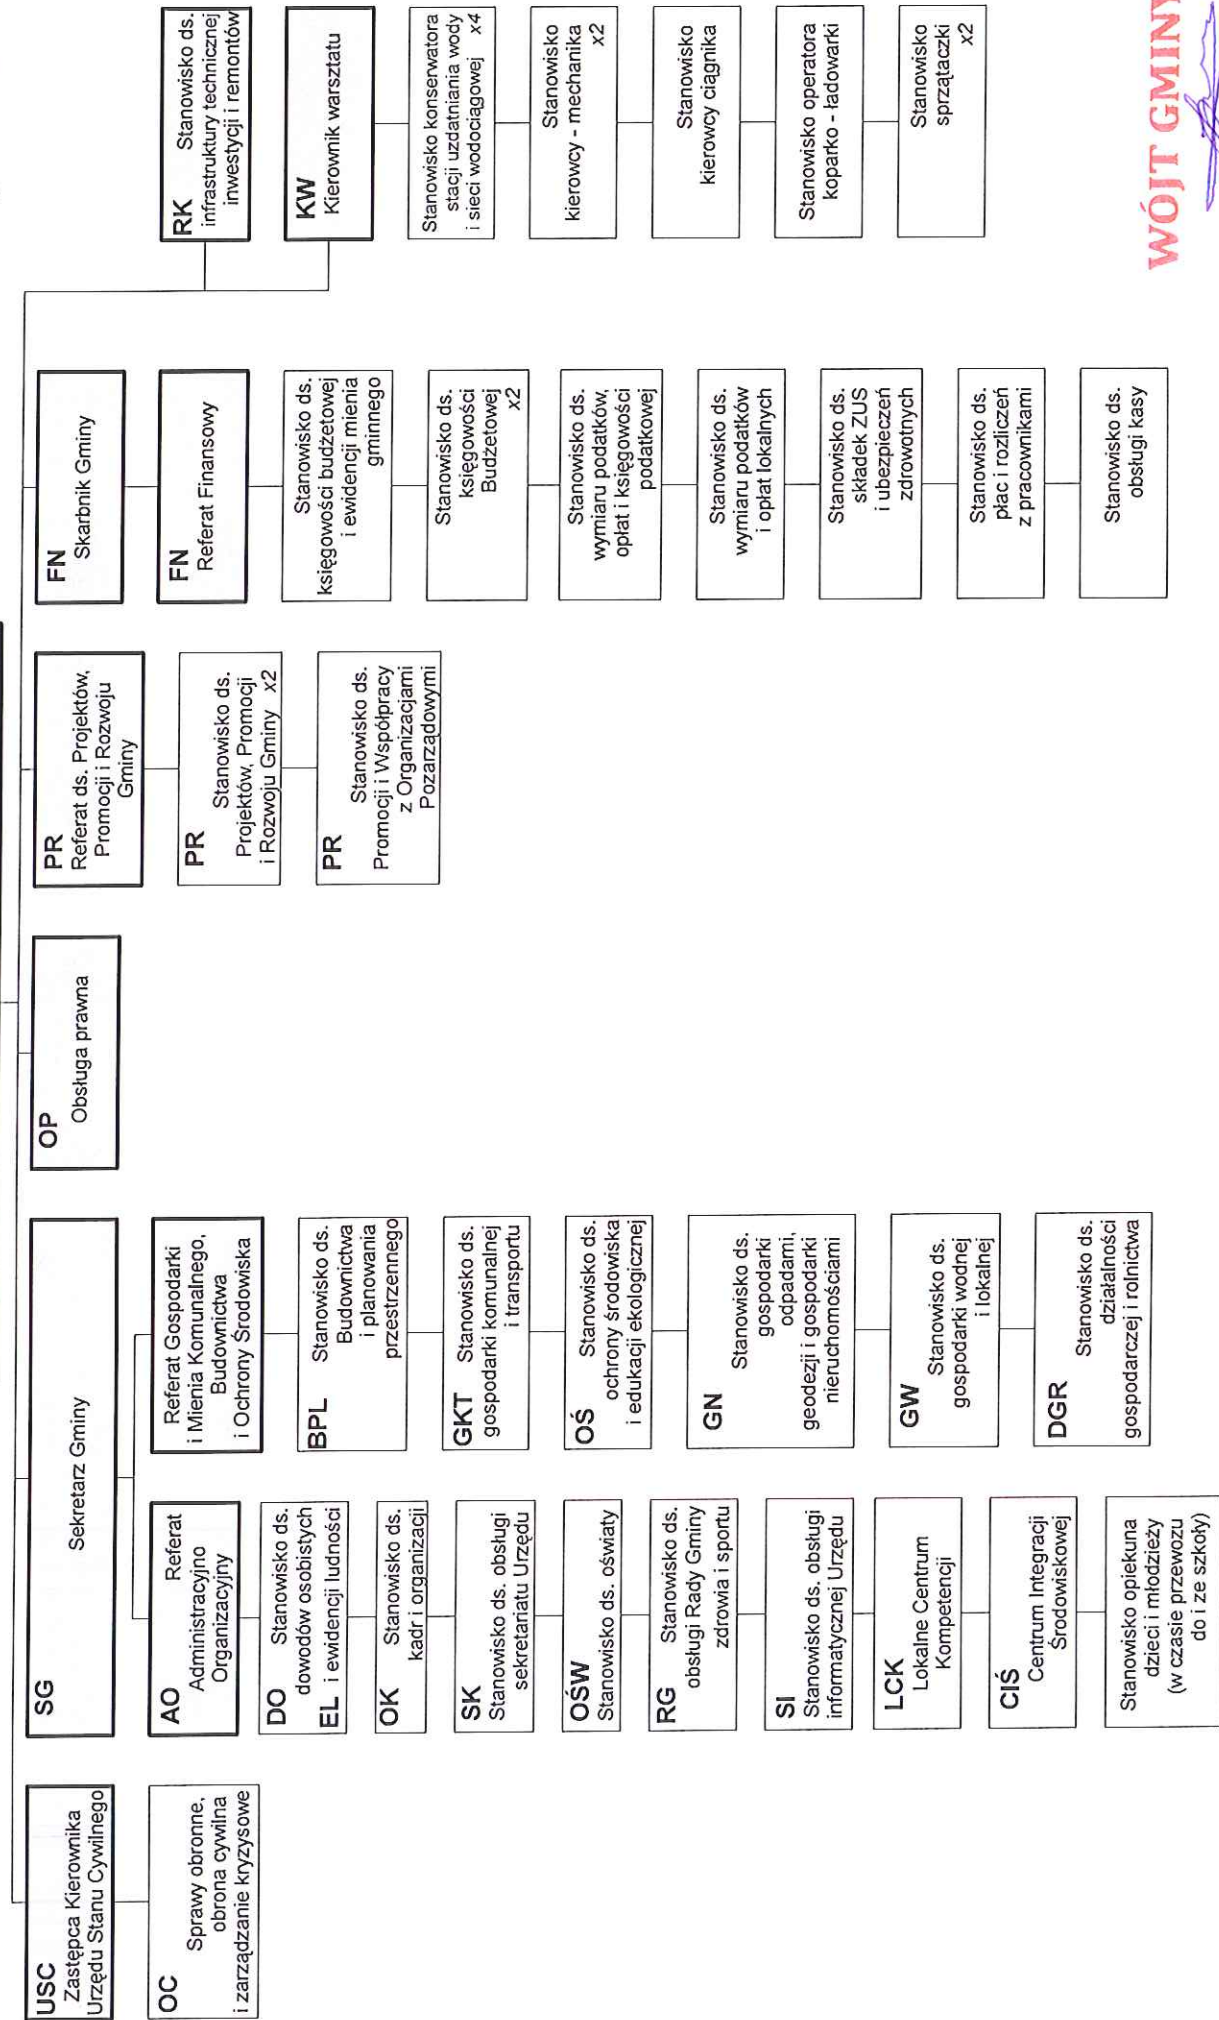 USC
Zastępca Kierownika
Urzędu Stanu Cywilnego
OC
Sprawy obronne,
obrona cywilna
i zarządzanie kryzysowe
SG
Sekretarz Gminy
AO Referat
Administracyjno
Organizacyjny
DO Stanowisko ds.
dowodów osobistych
EL i ewidencji ludności
OK Stanowisko ds.
kadr i organizacji
SK
Stanowisko ds. obsługi
sekretariatu Urzędu
OŚW
Stanowisko ds. oświaty
RG Stanowisko ds.
obsługi Rady Gminy
zdrowia i sportu
SI
Stanowisko ds. obsługi
informatycznej Urzędu
LCK
Lokalne Centrum
Kompetencji
CIŚ
Centrum Integracji
Środowiskowej
Stanowisko opiekuna
dzieci i młodzieży
(w czasie przewozu
do i ze szkoły)
Referat Gospodarki
i Mienia Komunalnego,
Budownictwa
i Ochrony Środowiska
BPL Stanowisko ds.
Budownictwa
i planowania
przestrzennego
GKT Stanowisko ds.
gospodarki komunalnej
i transportu
OŚ Stanowisko ds.
ochrony środowiska
i edukacji ekologicznej
GN Stanowisko ds.
gospodarki
odpadami,
geodezji i gospodarki
nieruchomościami
GW
Stanowisko ds.
gospodarki wodnej
i lokalnej
DGR
Stanowisko ds.
działalności
gospodarczej i rolnictwa
OP
Obsługa prawna
PR
Referat ds. Projektów,
Promocji i Rozwoju
Gminy
PR Stanowisko ds.
Projektów, Promocji
i Rozwoju Gminy x2
PR
Stanowisko ds.
Promocji i Współpracy
z Organizacjami
Pozarządowymi
FN
Skarbnik Gminy
FN
Referat Finansowy
Stanowisko ds.
księgowości budżetowej
i ewidencji mienia
gminnego
Stanowisko ds.
księgowości
Budżetowej
x2
Stanowisko ds.
wymiaru podatków,
opłat i księgowości
podatkowej
Stanowisko ds.
wymiaru podatków
i opłat lokalnych
Stanowisko ds.
składek ZUS
i ubezpieczeń
zdrowotnych
Stanowisko ds.
płac i rozliczeń
z pracownikami
Stanowisko ds.
obsługi kasy
RK Stanowisko ds.
infrastruktury technicznej
inwestycji i remontów
KW
Kierownik warsztatu
Stanowisko konserwatora
stacji uzdatniania wody
i sieci wodociągowej x4
Stanowisko
kierowcy - mechanika
x2
Stanowisko
kierowcy ciągnika
Stanowisko operatora
koparko - ładowarki
Stanowisko
sprzątaczki
x2
WÓJT GMINY